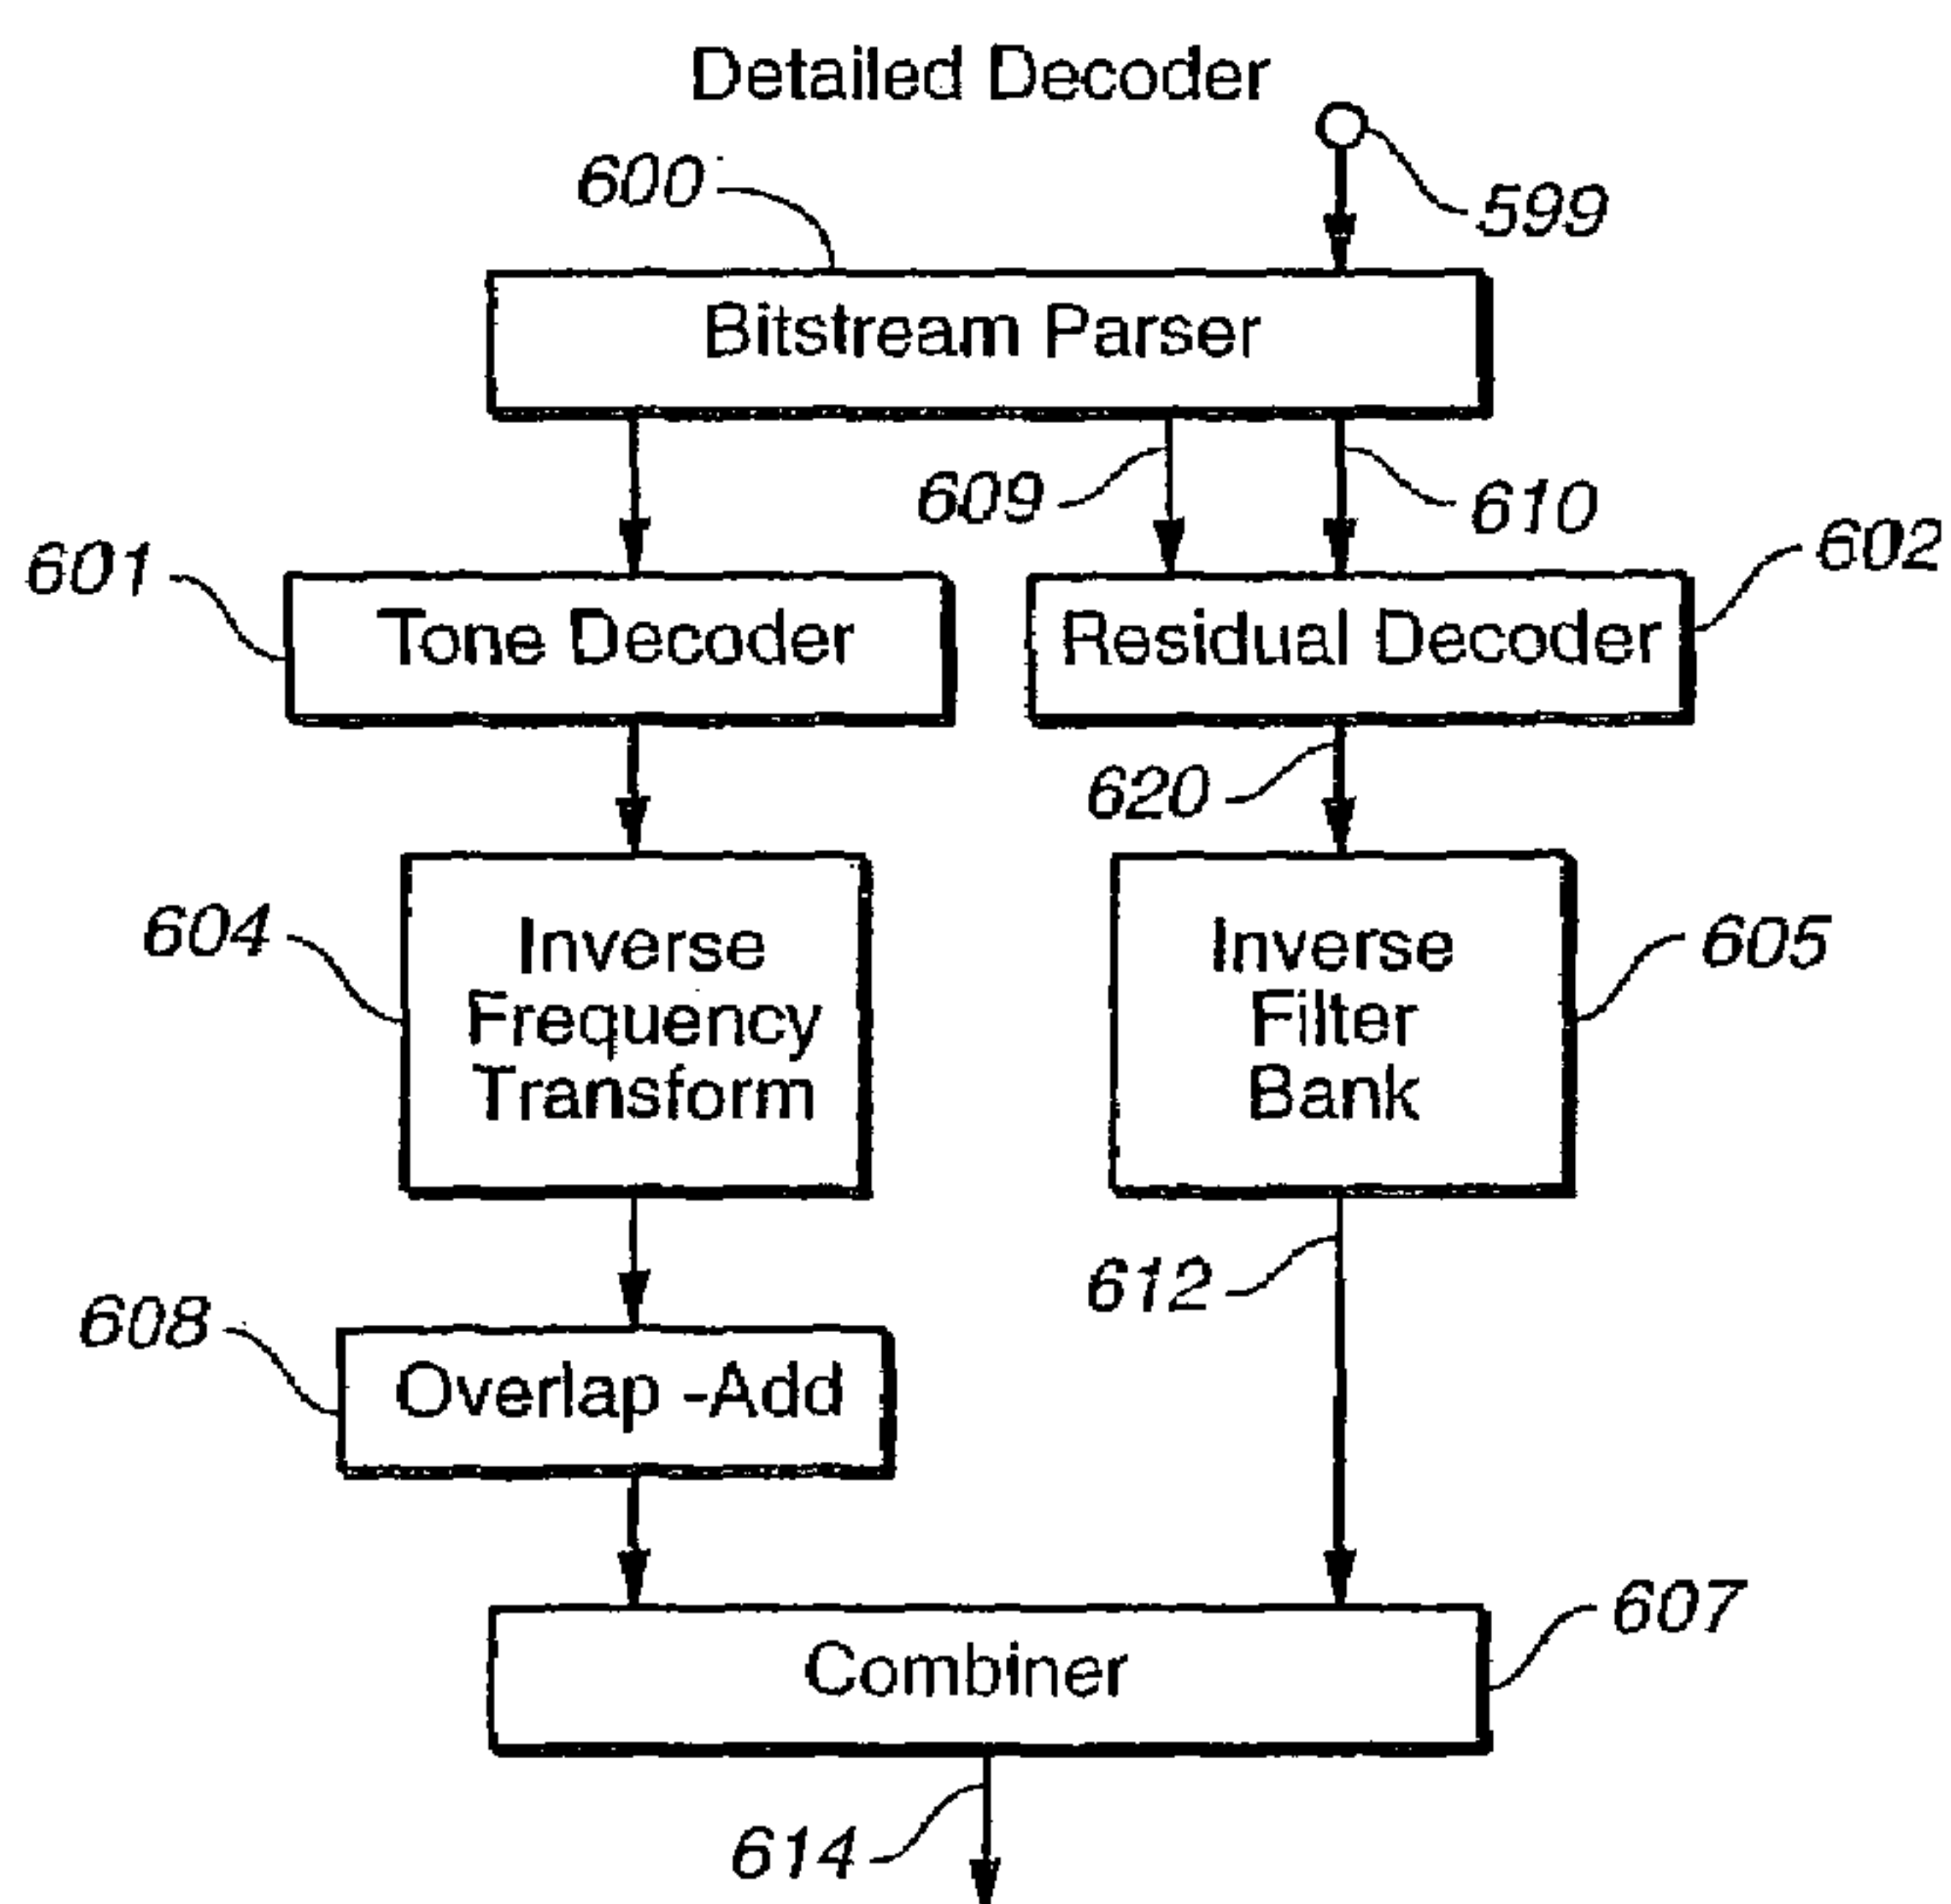 Detailed Decoder
600
599
Bitstream Parser
609
610
601
602
Tone Decoder
Residual Decoder
620
604
Inverse
Frequency
Transform
Inverse
Filter
Bank
605
612
608
Overlap -Add
607
Combiner
614